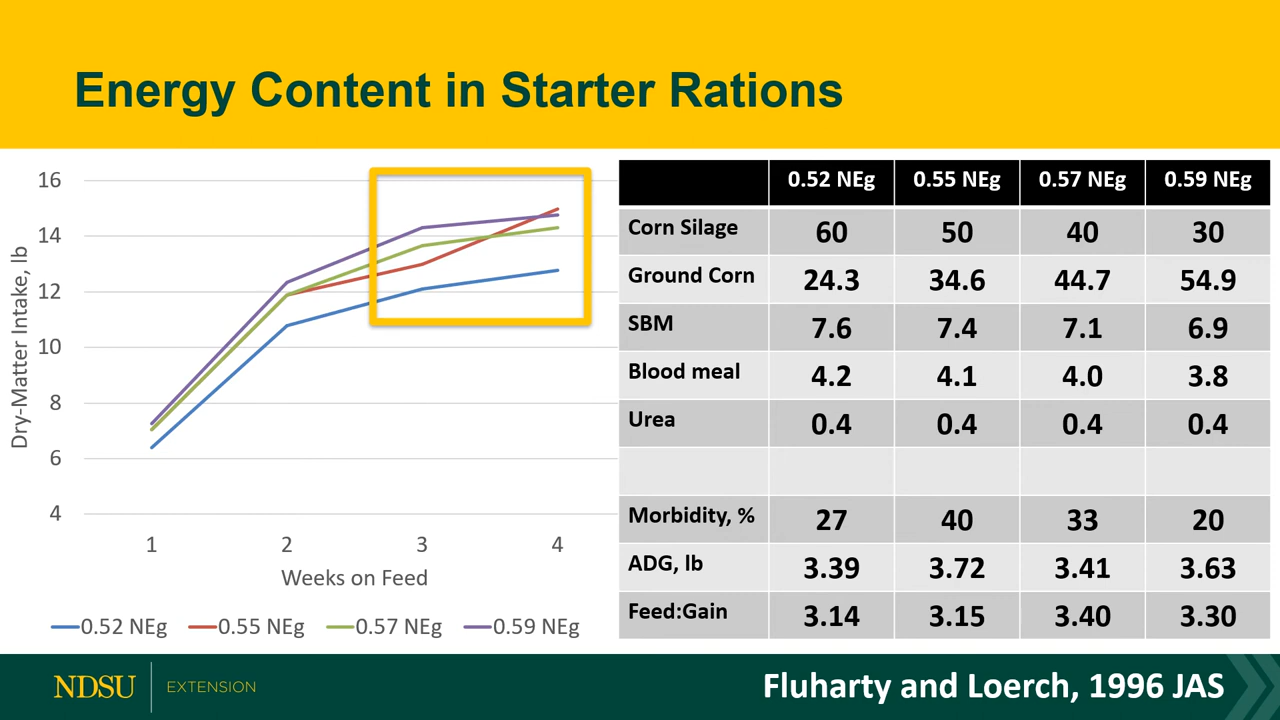 Energy Content in Starter Rations
16
14
12
10
8
6
4
Dry-Matter Intake, lb
1 2 3 4
Weeks on Feed
0.52 NEg 0.55 NEg 0.57 NEg 0.59 NEg
0.52 NEg 0.55 NEg 0.57 NEg 0.59 NEg
Corn Silage 60 50 40 30
Ground Corn 24.3 34.6 44.7 54.9
SBM 7.6 7.4 7.1 6.9
Blood meal 4.2 4.1 4.0 3.8
Urea 0.4 0.4 0.4 0.4
Morbidity, % 27 40 33 20
ADG, lb 3.39 3.72 3.41 3.63
Feed:Gain 3.14 3.15 3.40 3.30
NDSU EXTENSION
Fluharty and Loerch, 1996 JAS